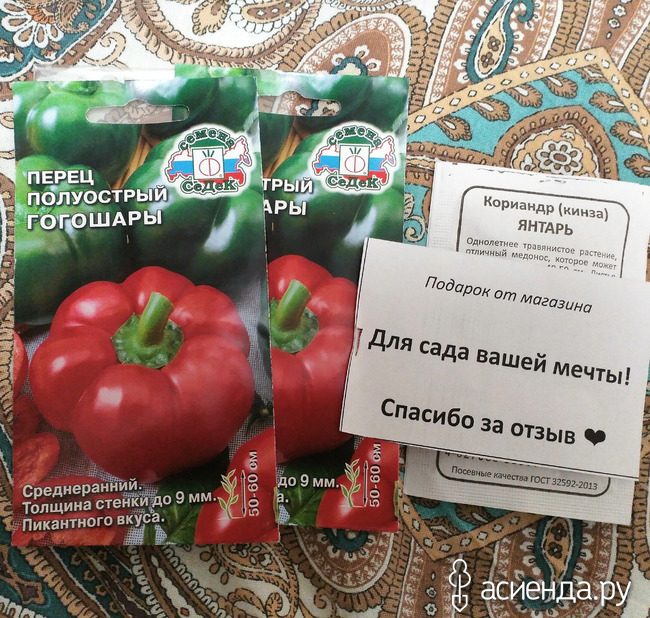 СЕМЕНА
СеДеК
ПЕРЕЦ
ПОЛУОСТРЫЙ
ГОГОШАРЫ
Среднеранний.
Толщина стенки до 9 мм.
Пикантного вкуса.
50-60 см
СЕМЕНА
СеДеК
ТРЫЙ
АРЫ
до 9 мм.
а.
50-60 см
Кориандр (кинза)
ЯНТАРЬ
Однолетнее травянистое растение,
отличный медонос, которое может
Подарок от магазина
Для сада вашей мечты!
Спасибо за отзыв ❤
Посевные качества ГОСТ 32592-2013
асиенда.ру